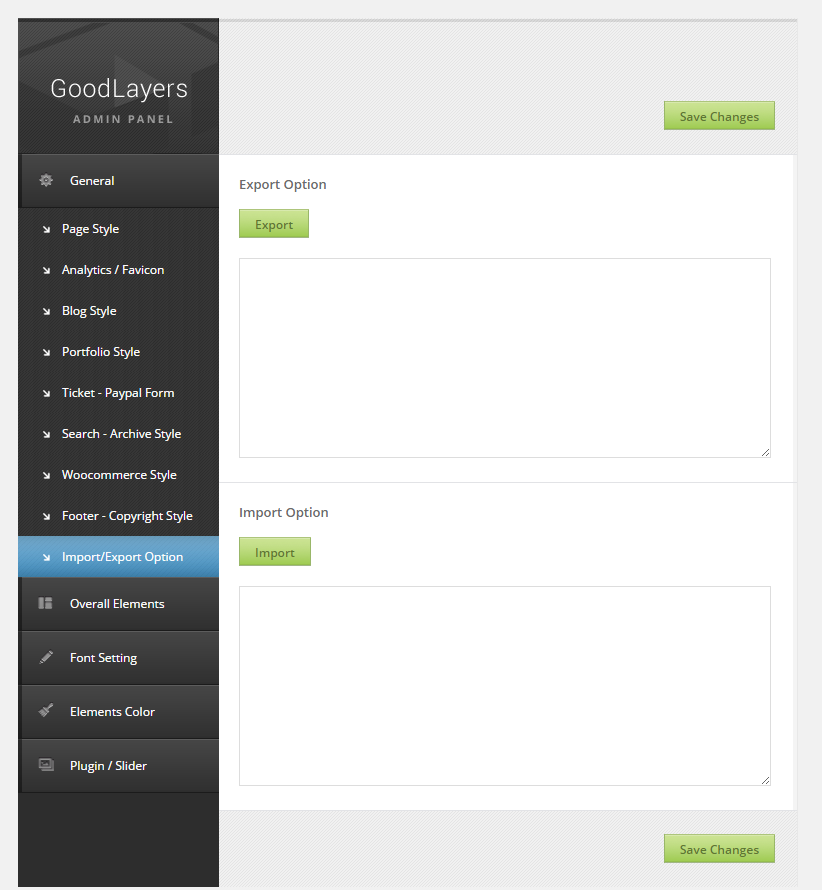 GoodLayers
ADMIN PANEL
Save Changes
General
Page Style
Analytics / Favicon
Blog Style
Portfolio Style
Ticket - Paypal Form
Search - Archive Style
Woocommerce Style
Footer - Copyright Style
Import/Export Option
Overall Elements
Font Setting
Elements Color
Plugin / Slider
Export Option
Export
Import Option
Import
Save Changes